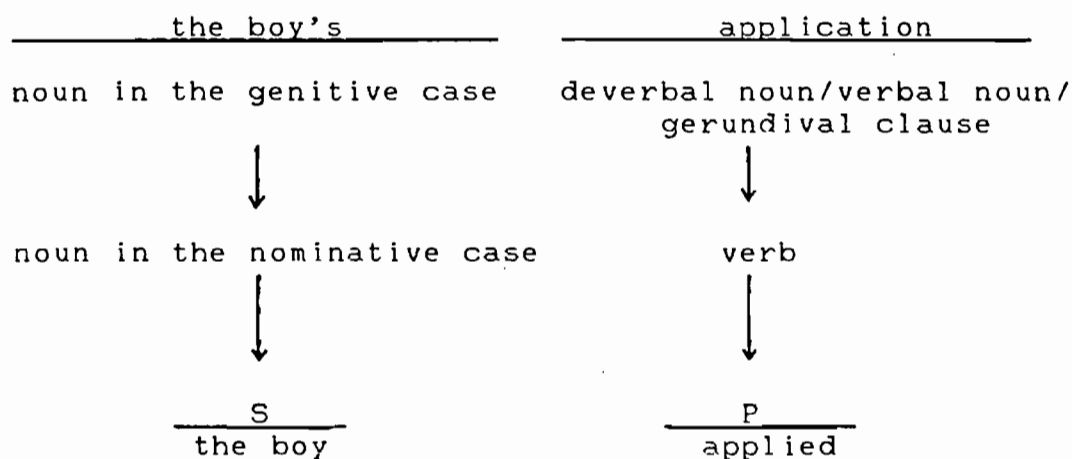 the boy's application
noun in the genitive case deverbal noun/verbal noun/
gerundival clause
noun in the nominative case verb
S P
the boy applied